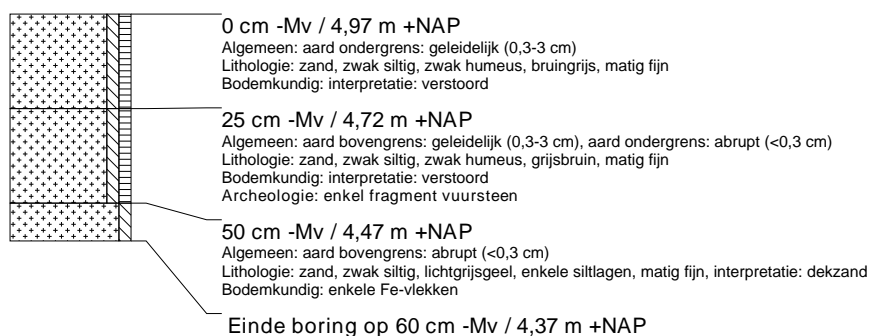 0 cm -Mv / 4,97 m +NAP
Algemeen: aard ondergrens: geleidelijk (0,3-3 cm)
Lithologie: zand, zwak siltig, zwak humeus, bruingrijs, matig fijn
Bodemkundig: interpretatie: verstoord
25 cm -Mv / 4,72 m +NAP
Algemeen: aard bovengrens: geleidelijk (0,3-3 cm), aard ondergrens: abrupt (<0,3 cm)
Lithologie: zand, zwak siltig, zwak humeus, grijsbruin, matig fijn
Bodemkundig: interpretatie: verstoord
Archeologie: enkel fragment vuursteen
50 cm -Mv / 4,47 m +NAP
Algemeen: aard bovengrens: abrupt (<0,3 cm)
Lithologie: zand, zwak siltig, lichtgrijsgeel, enkele siltlagen, matig fijn, interpretatie: dekzand
Bodemkundig: enkele Fe-vlekken
Einde boring op 60 cm -Mv / 4,37 m +NAP